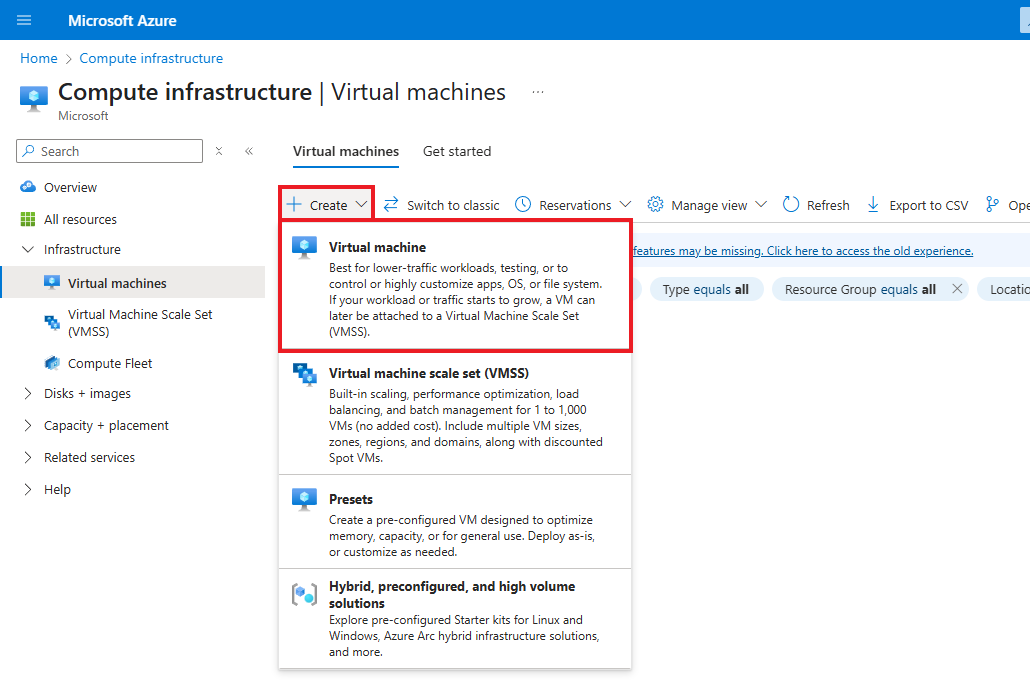 Microsoft Azure
Home > Compute infrastructure
Compute infrastructure | Virtual machines ...
Microsoft
Search
Virtual machines Get started
Create Switch to classic Reservations Manage view Refresh Export to CSV Ope
features may be missing. Click here to access the old experience.
Type equals all Resource Group equals all Locatio
Overview
All resources
Infrastructure
Virtual machines
Virtual Machine Scale Set
(VMSS)
Compute Fleet
Disks + images
Capacity + placement
Related services
Help
Virtual machine
Best for lower-traffic workloads, testing, or to
control or highly customize apps, OS, or file system.
If your workload or traffic starts to grow, a VM can
later be attached to a Virtual Machine Scale Set
(VMSS).
Virtual machine scale set (VMSS)
Built-in scaling, performance optimization, load
balancing, and batch management for 1 to 1,000
VMs (no added cost). Include multiple VM sizes,
zones, regions, and domains, along with discounted
Spot VMs.
Presets
Create a pre-configured VM designed to optimize
memory, capacity, or for general use. Deploy as-is,
or customize as needed.
Hybrid, preconfigured, and high volume
solutions
Explore pre-configured Starter kits for Linux and
Windows, Azure Arc hybrid infrastructure solutions,
and more.